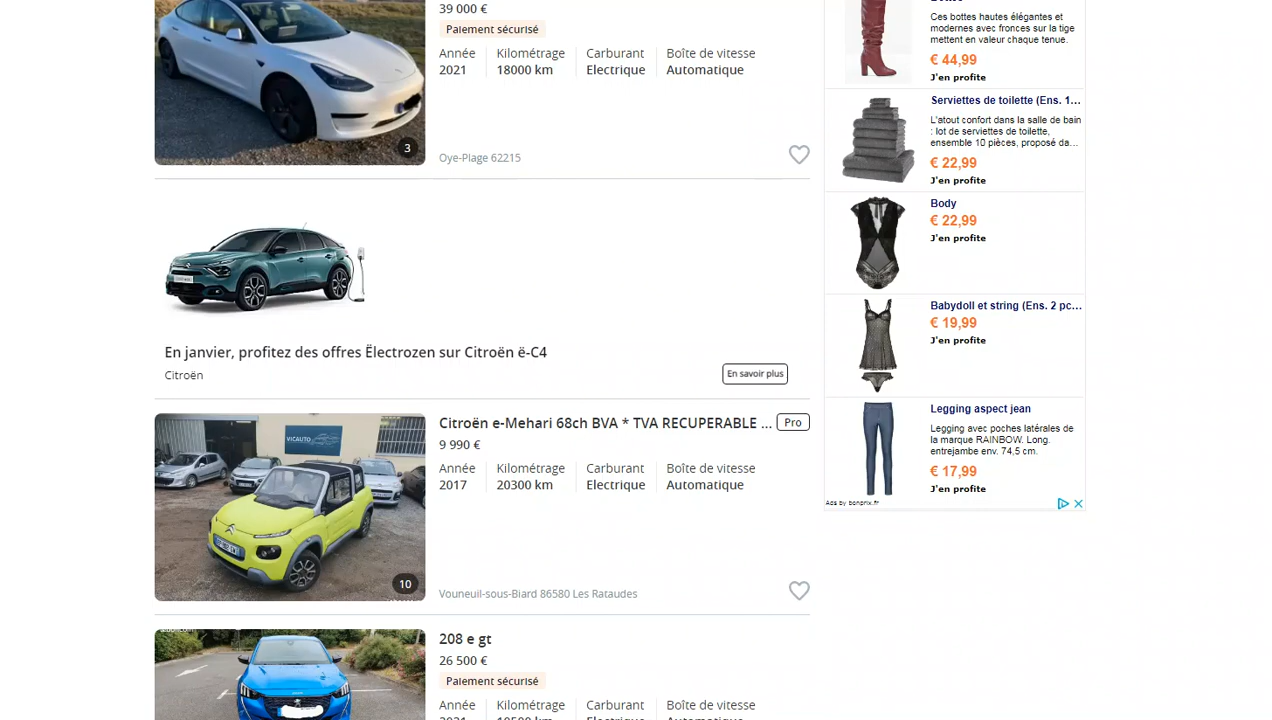 39 000 €
Paiement sécurisé
Année Kilométrage Carburant Boîte de vitesse
2021 18000 km Electrique Automatique
3
Oye-Plage 62215
En janvier, profitez des offres Ëlectrozen sur Citroën ë-C4
Citroën
En savoir plus
Citroën e-Mehari 68ch BVA * TVA RECUPERABLE ... Pro
9 990 €
Année Kilométrage Carburant Boîte de vitesse
2017 20300 km Electrique Automatique
VICAUTO
10
Vouneuil-sous-Biard 86580 Les Rataudes
208 e gt
26 500 €
Paiement sécurisé
Année Kilométrage Carburant Boîte de vitesse
Ces bottes hautes élégantes et
modernes avec fronces sur la tige
mettent en valeur chaque tenue.
€ 44,99
J'en profite
Serviettes de toilette (Ens. 1...
L'atout confort dans la salle de bain
: lot de serviettes de toilette,
ensemble 10 pièces, proposé da...
€ 22,99
J'en profite
Body
€ 22,99
J'en profite
Babydoll et string (Ens. 2 pc...
€ 19,99
J'en profite
Legging aspect jean
Legging avec poches latérales de
la marque RAINBOW. Long.
entrejambe env. 74,5 cm.
€ 17,99
J'en profite
Ads by bonprix.fr